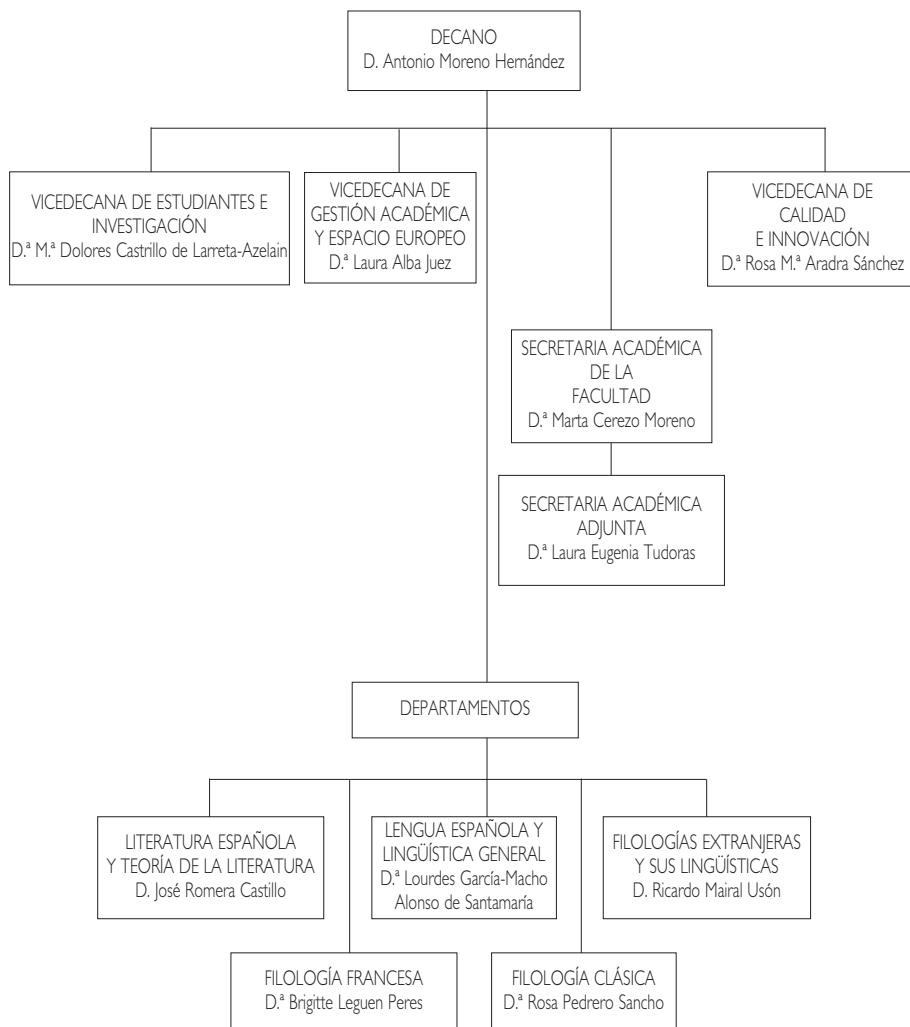 DECANO
D. Antonio Moreno Hernández
VICEDECANA DE ESTUDIANTES E
INVESTIGACIÓN
D.ª M.ª Dolores Castrillo de Larreta-Azelain
VICEDECANA DE
GESTIÓN ACADÉMICA
Y ESPACIO EUROPEO
D.ª Laura Alba Juez
VICEDECANA DE
CALIDAD
E INNOVACIÓN
D.ª Rosa M.ª Aradra Sánchez
SECRETARIA ACADÉMICA
DE LA
FACULTAD
D.ª Marta Cerezo Moreno
SECRETARIA ACADÉMICA
ADJUNTA
D.ª Laura Eugenia Tudoras
DEPARTAMENTOS
LITERATURA ESPAÑOLA
Y TEORÍA DE LA LITERATURA
D. José Romera Castillo
LENGUA ESPAÑOLA Y
LINGÜÍSTICA GENERAL
D.ª Lourdes García-Macho
Alonso de Santamaría
FILOLOGÍAS EXTRANJERAS
Y SUS LINGÜÍSTICAS
D. Ricardo Mairal Usón
FILOLOGÍA FRANCESA
D.ª Brigitte Leguen Peres
FILOLOGÍA CLÁSICA
D.ª Rosa Pedrero Sancho